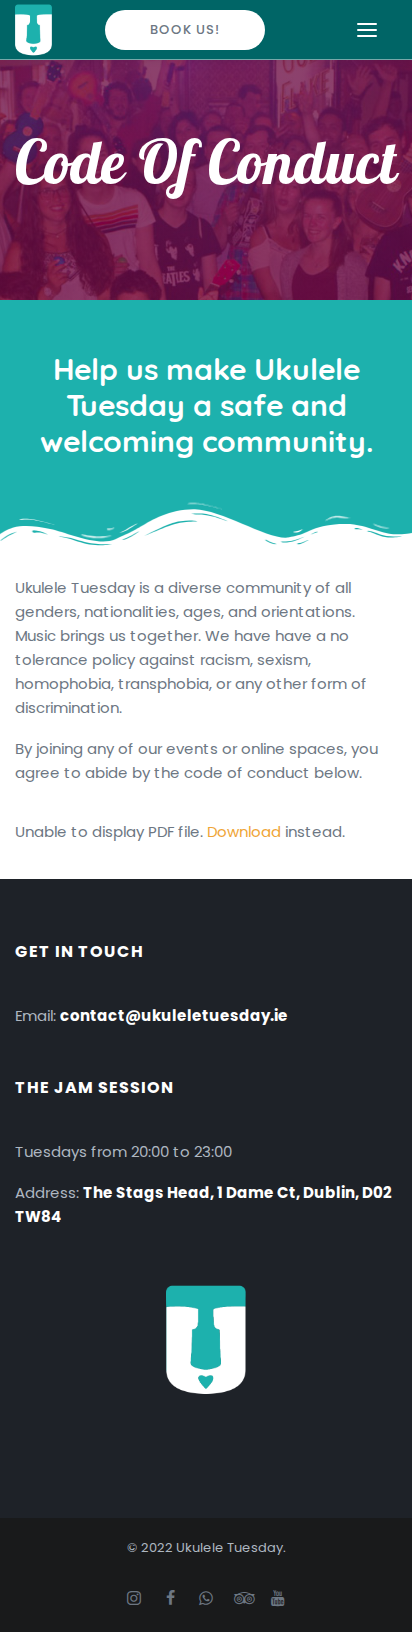 BOOK US!
Code Of Conduct
Help us make Ukulele
Tuesday a safe and
welcoming community.
Ukulele Tuesday is a diverse community of all
genders, nationalities, ages, and orientations.
Music brings us together. We have have a no
tolerance policy against racism, sexism,
homophobia, transphobia, or any other form of
discrimination.
By joining any of our events or online spaces, you
agree to abide by the code of conduct below.
Unable to display PDF file. Download instead.
GET IN TOUCH
Email: contact@ukuleletuesday.ie
THE JAM SESSION
Tuesdays from 20:00 to 23:00
Address: The Stags Head, 1 Dame Ct, Dublin, D02
TW84
© 2022 Ukulele Tuesday.